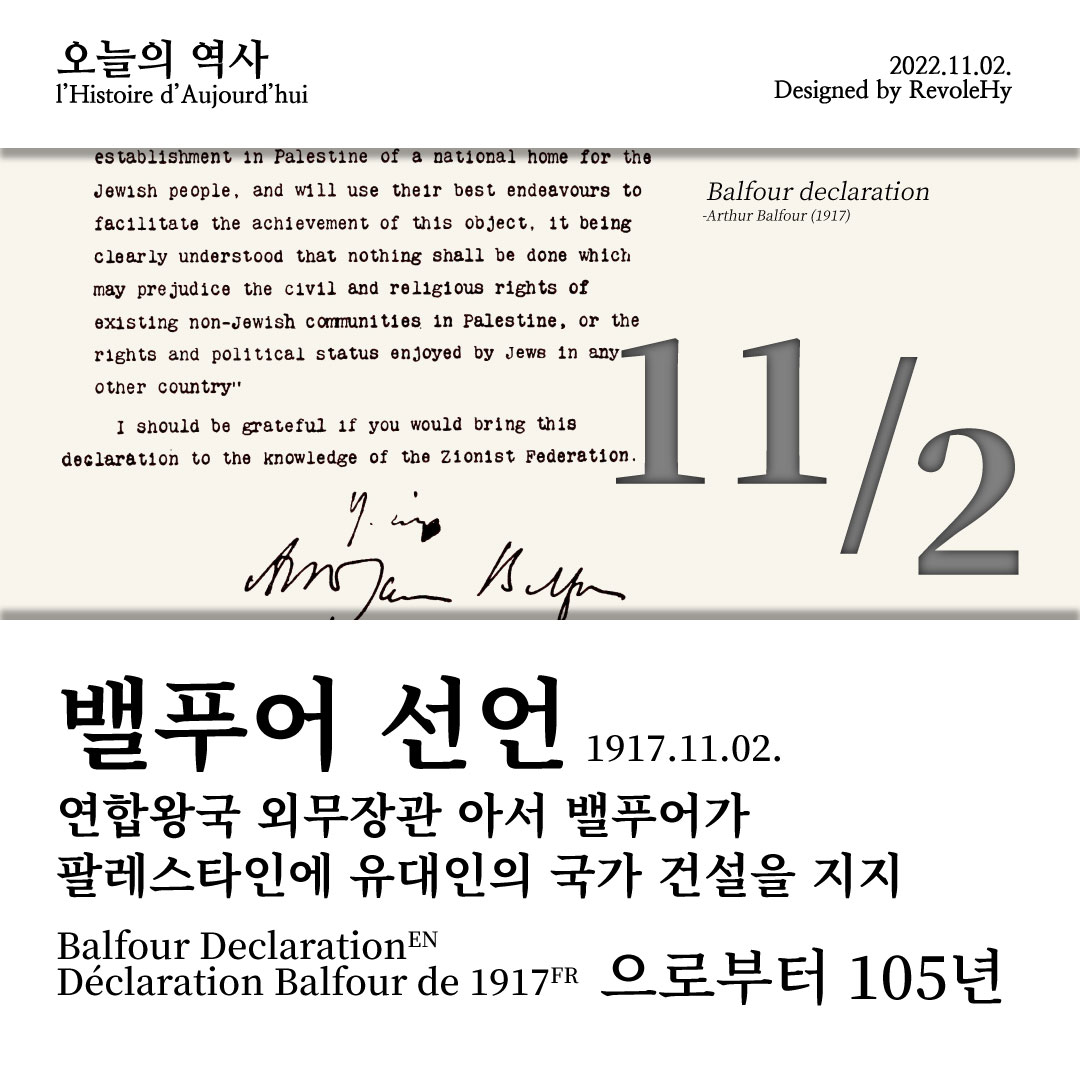 오늘의 역사
l'Histoire d'Aujourd'hui
2022.11.02.
Designed by RevoleHy
establishment in Palestine of a national home for the
Jewish people, and will use their best endeavours to
facilitate the achievement of this object, it being
clearly understood that nothing shall be done which
may prejudice the civil and religious rights of
existing non-Jewish communities in Palestine, or the
rights and political status enjoyed by Jews in any
other country"
I should be grateful if you would bring this
declaration to the knowledge of the Zionist Federation.
Balfour declaration
-Arthur Balfour (1917)
11/2
밸푸어 선언 1917.11.02.
연합왕국 외무장관 아서 밸푸어가
팔레스타인에 유대인의 국가 건설을 지지
Balfour Declaration^EN
Déclaration Balfour de 1917^FR 으로부터 105년